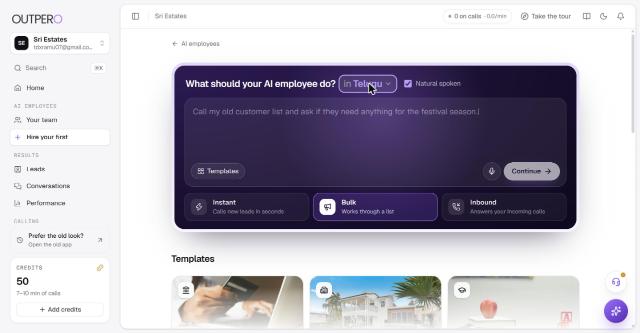 OUTPERO
Sri Estates
0 on calls · 0.0/min
Take the tour
SE
Sri Estates
Search
⌘K
Home
AI EMPLOYEES
Your team
Hire your first
RESULTS
Leads
Conversations
Performance
CALLING
Prefer the old look?
Open the old app
CREDITS
50
7–10 min of calls
+ Add credits
← AI employees
What should your AI employee do? in Telugu
Natural spoken
Call my old customer list and ask if they need anything for the festival season.
Templates
Continue →
Instant
Calls new leads in seconds
Bulk
Works through a list
Inbound
Answers your incoming calls
Templates